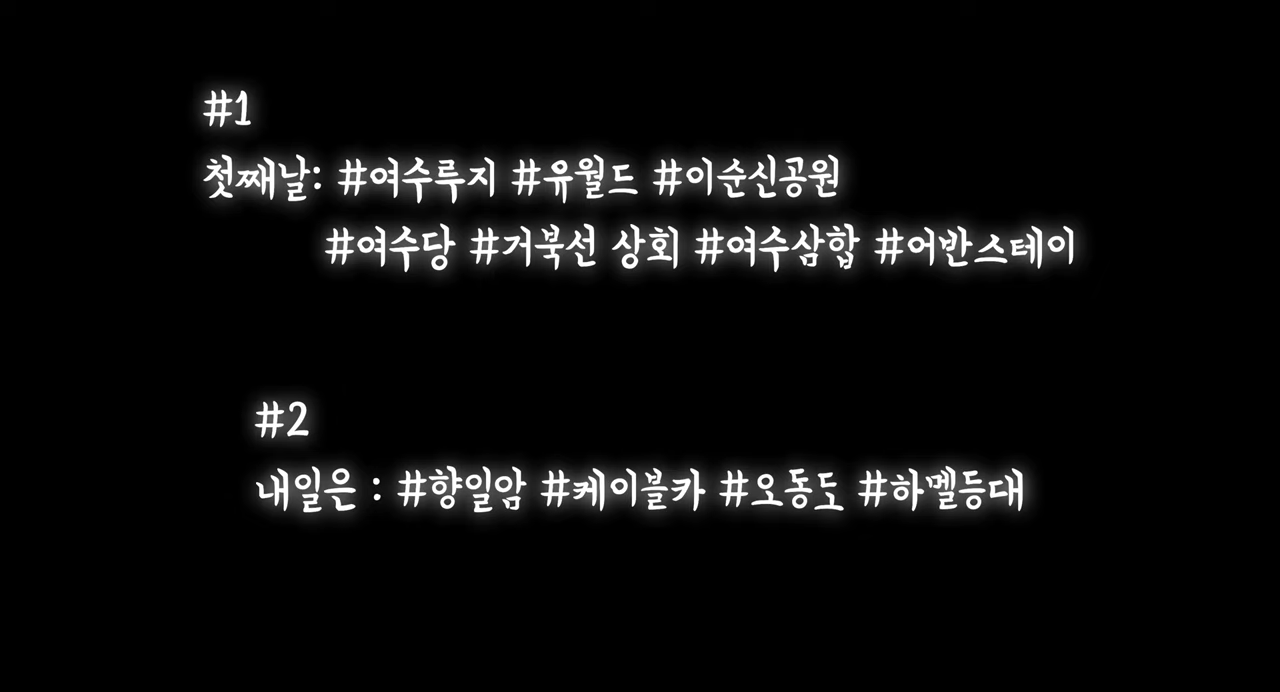 #1
첫째날: #여수루지 #유월드 #이순신공원
#여수당 #거북선 상회 #여수삼합 #어반스테이
#2
내일은 : #향일암 #케이블카 #오동도 #하멜등대